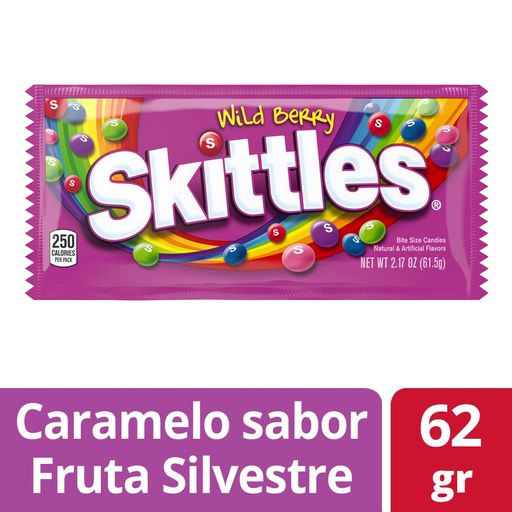 Wild Berry
Skittles®
250
CALORIES
PER PACK
Bite Size Candies
Natural & Artificial Flavors
NET WT 2.17 OZ (61.5g)
Caramelo sabor
Fruta Silvestre
62
gr